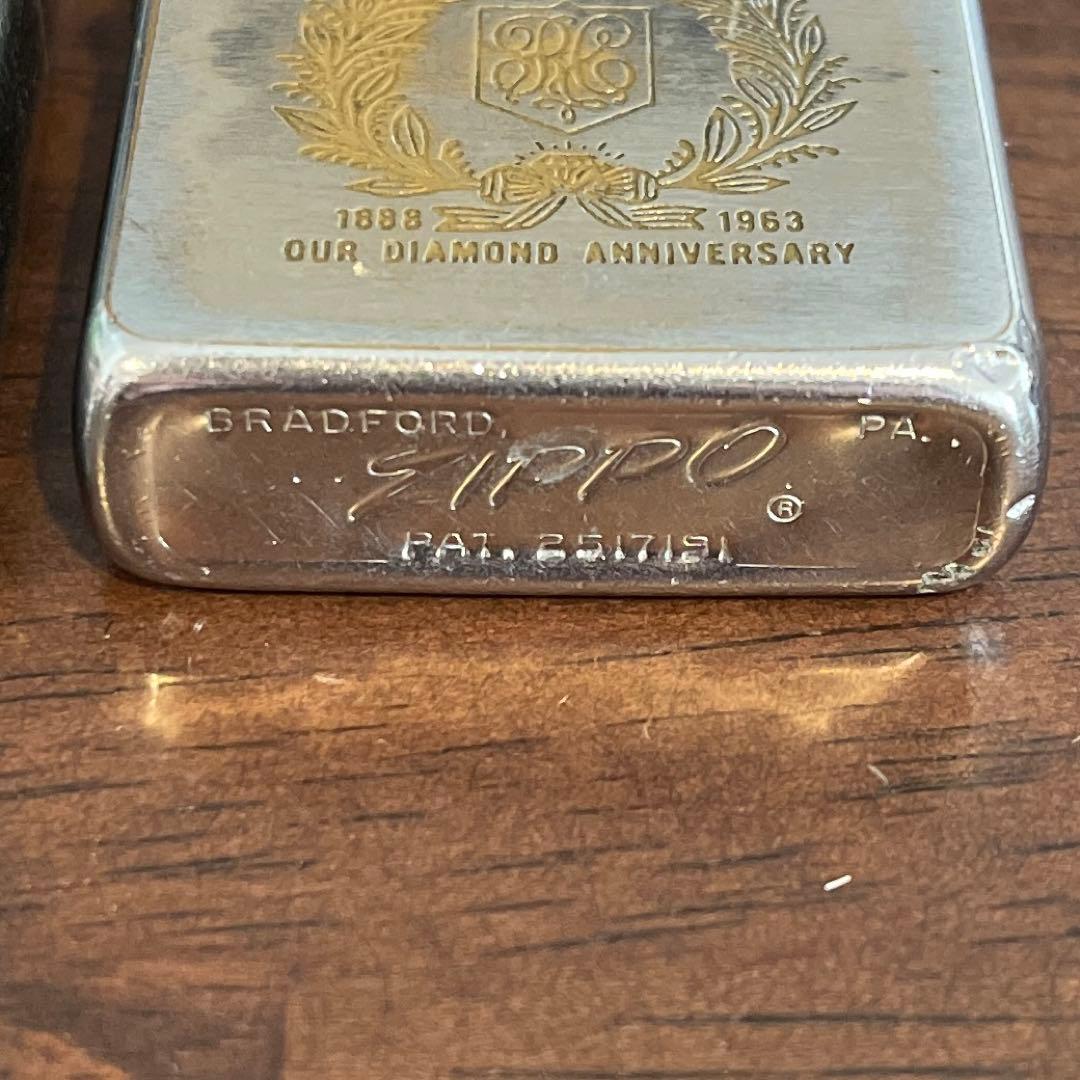 1888 1963
OUR DIAMOND ANNIVERSARY
BRADFORD, PA.
ZIPPO ®
PAT. 2517191